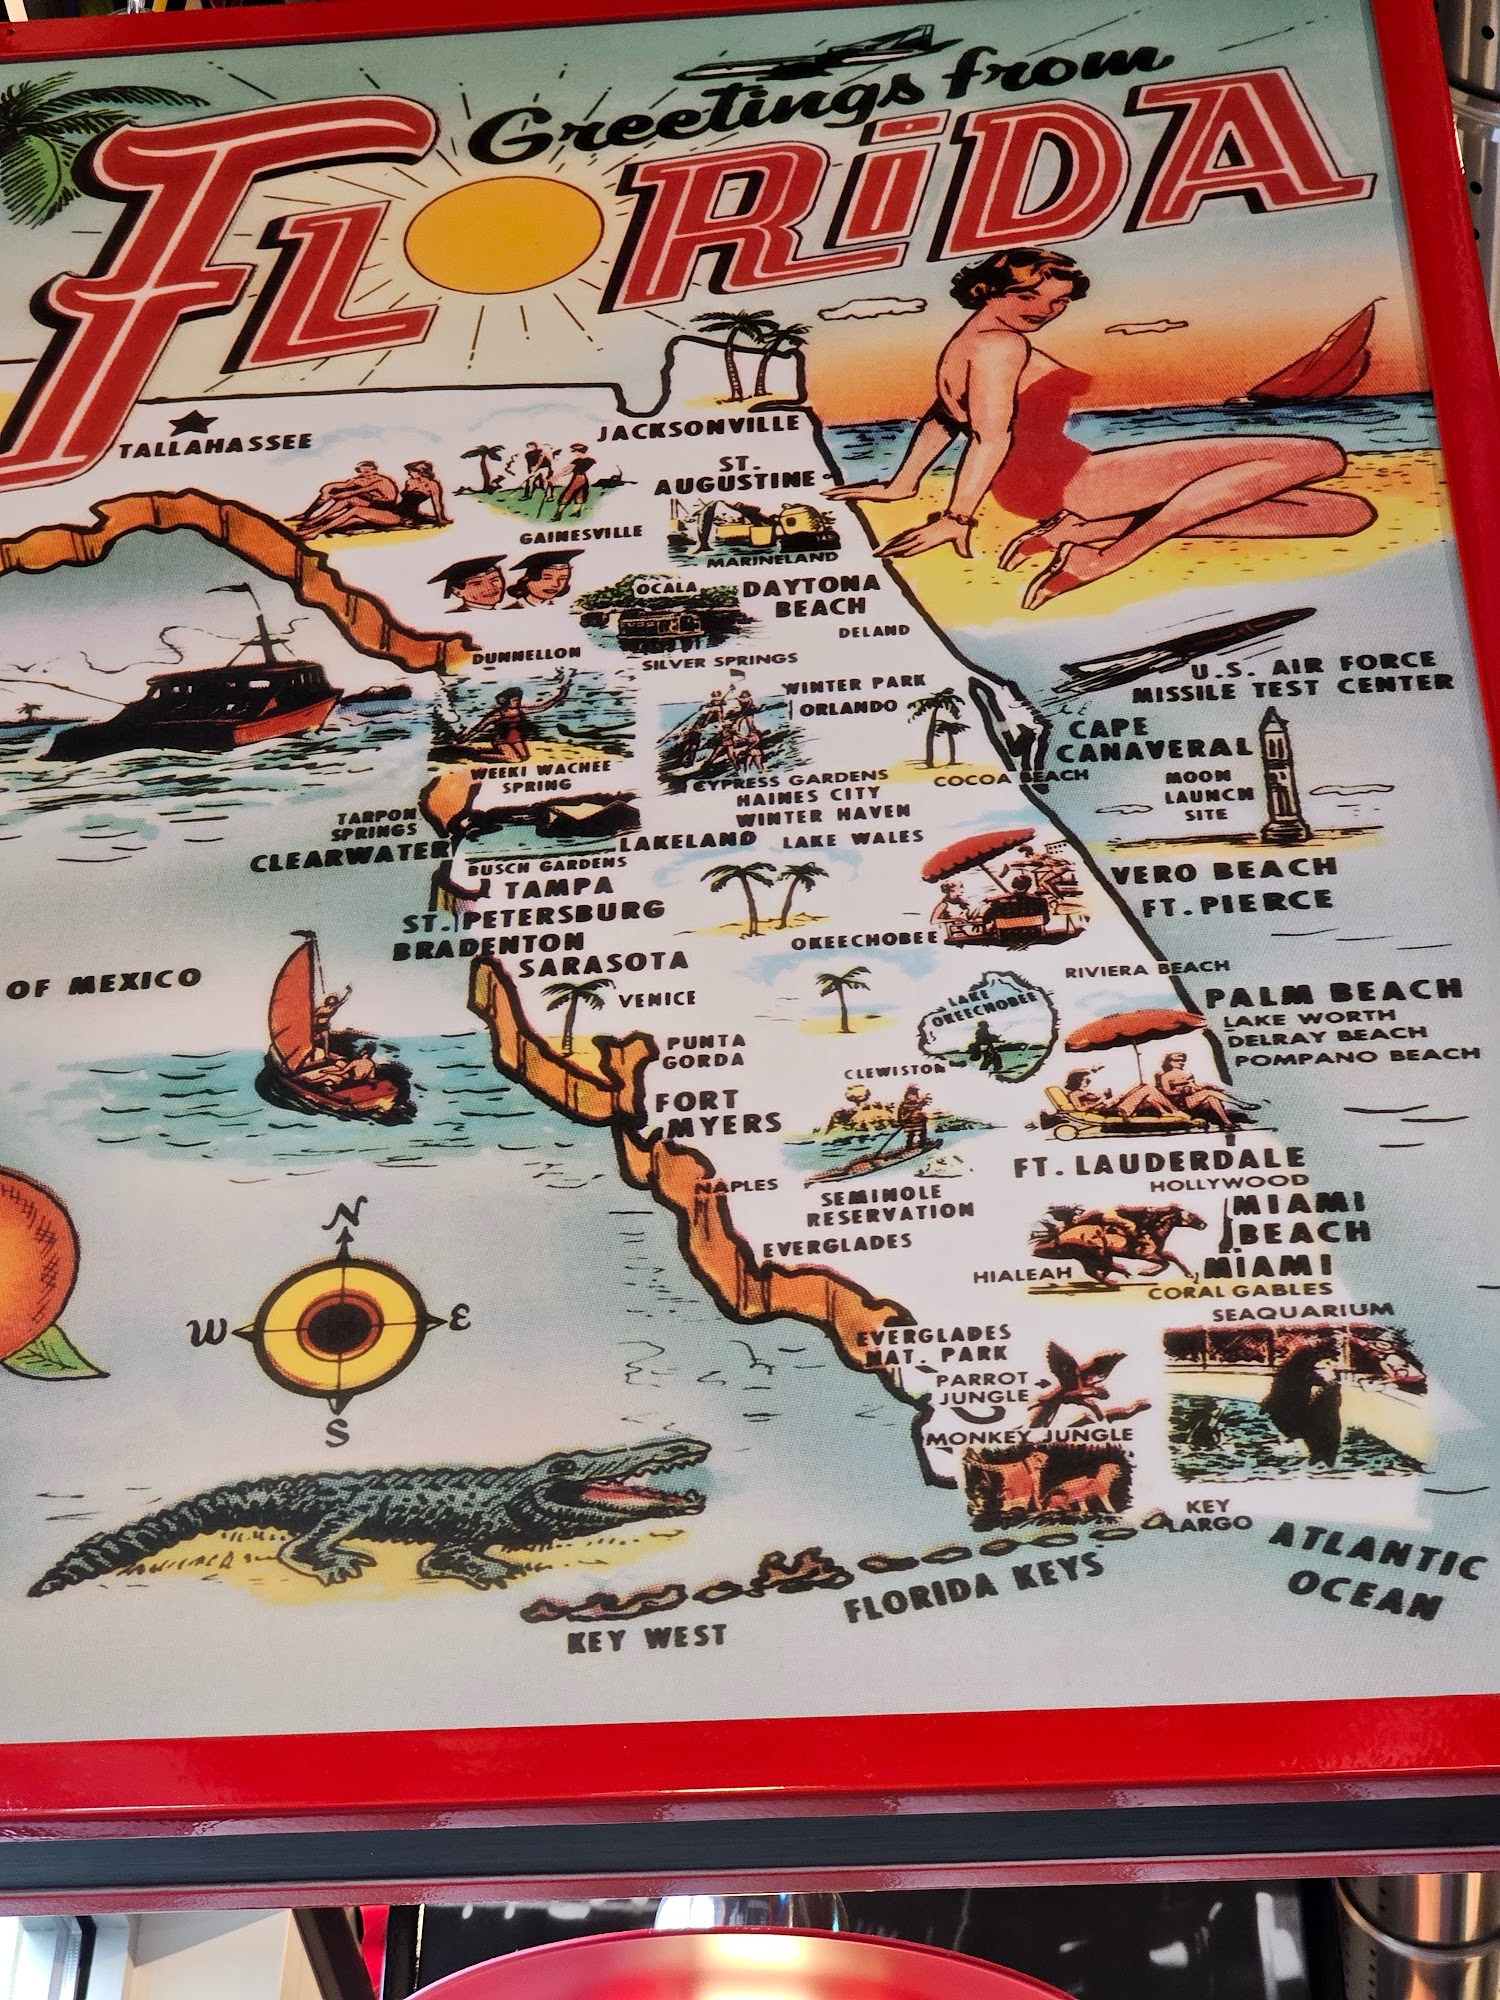 Greetings from
FLORIDA
TALLAHASSEE
JACKSONVILLE
ST.
AUGUSTINE
GAINESVILLE
MARINELAND
OCALA
DAYTONA
BEACH
DELAND
DUNNELLON
SILVER SPRINGS
WINTER PARK
ORLANDO
U.S. AIR FORCE
MISSILE TEST CENTER
CAPE
CANAVERAL
MOON
LAUNCH
SITE
COCOA BEACH
WEEKI WACHEE
SPRING
CYPRESS GARDENS
HAINES CITY
WINTER HAVEN
LAKELAND
LAKE WALES
TARPON
SPRINGS
CLEARWATER
BUSCH GARDENS
TAMPA
ST. PETERSBURG
BRADENTON
SARASOTA
VERO BEACH
FT. PIERCE
OKEECHOBEE
OF MEXICO
VENICE
RIVIERA BEACH
LAKE
OKEECHOBEE
PALM BEACH
LAKE WORTH
DELRAY BEACH
POMPANO BEACH
PUNTA
GORDA
CLEWISTON
FORT
MYERS
NAPLES
SEMINOLE
RESERVATION
EVERGLADES
FT. LAUDERDALE
HOLLYWOOD
MIAMI
BEACH
MIAMI
HIALEAH
CORAL GABLES
SEAQUARIUM
N
W
E
S
EVERGLADES
NAT. PARK
PARROT
JUNGLE
MONKEY JUNGLE
KEY
LARGO
ATLANTIC
OCEAN
FLORIDA KEYS
KEY WEST